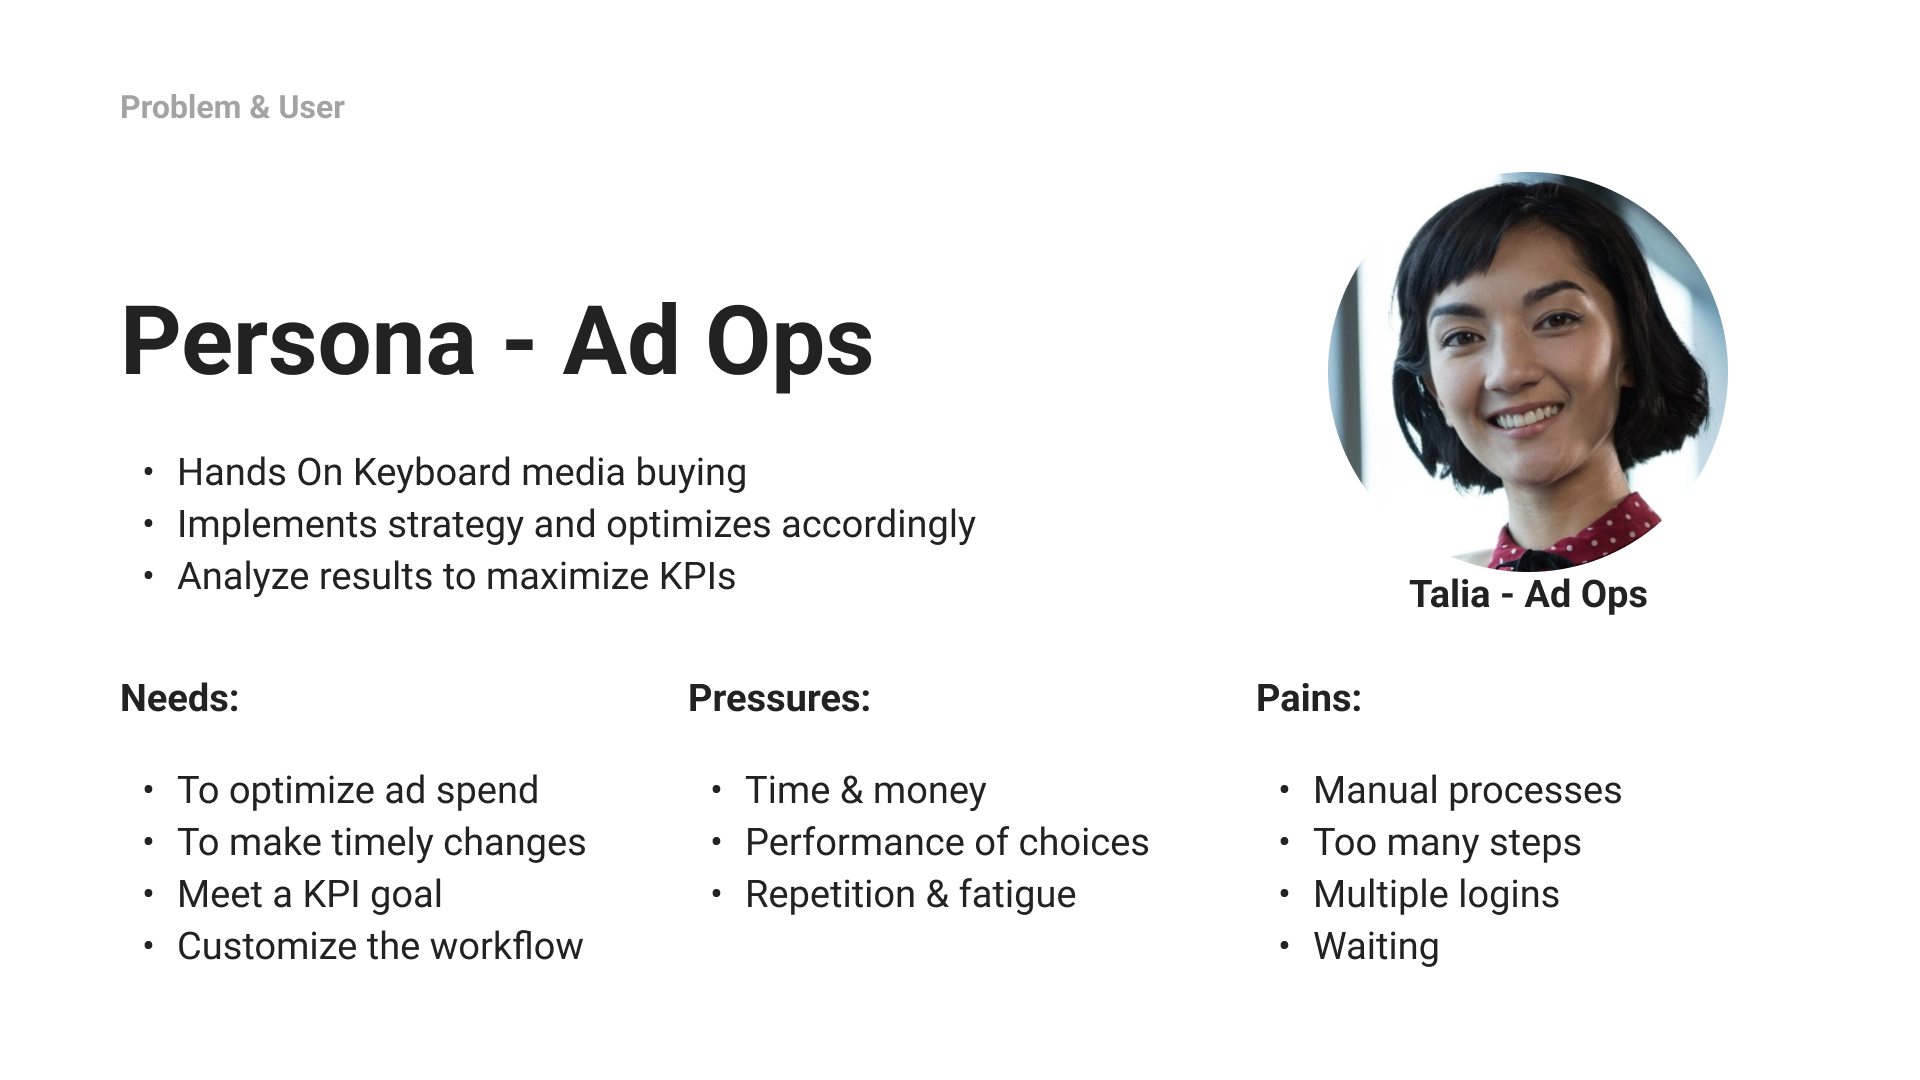 Problem & User
Persona - Ad Ops
• Hands On Keyboard media buying
• Implements strategy and optimizes accordingly
• Analyze results to maximize KPIs
Talia - Ad Ops
Needs:
• To optimize ad spend
• To make timely changes
• Meet a KPI goal
• Customize the workflow
Pressures:
• Time & money
• Performance of choices
• Repetition & fatigue
Pains:
• Manual processes
• Too many steps
• Multiple logins
• Waiting